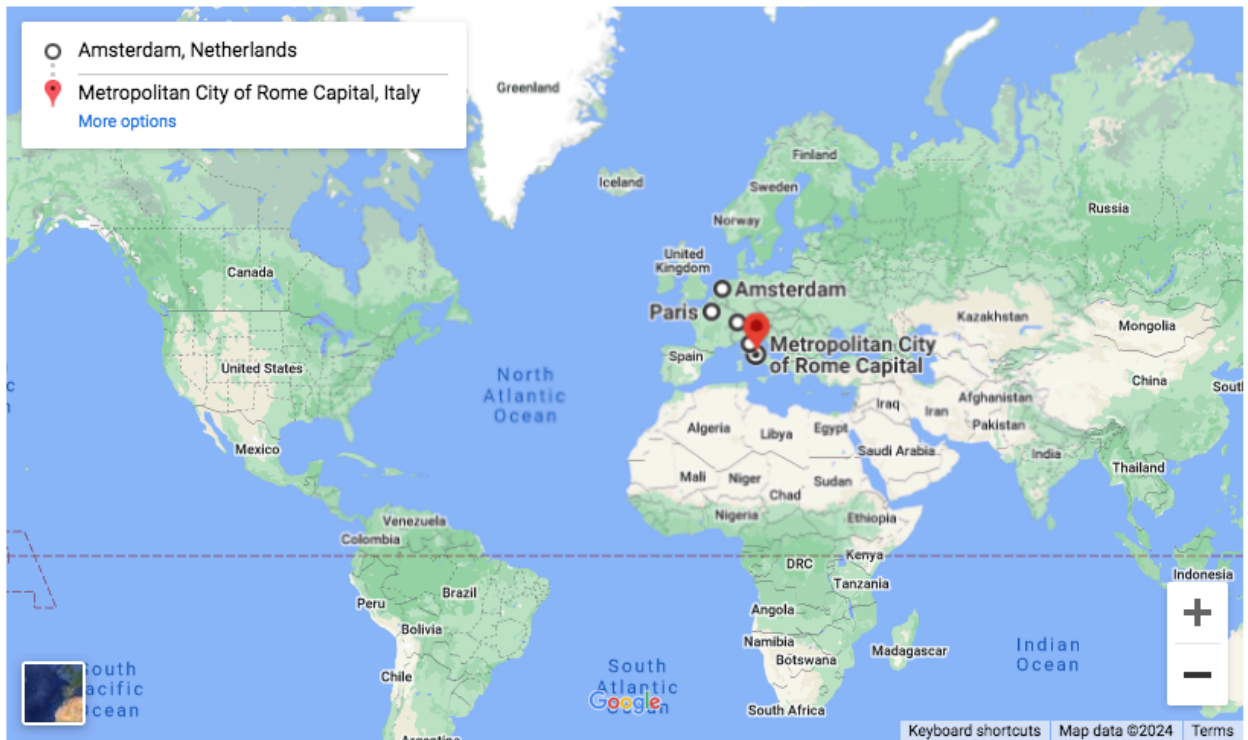 Amsterdam, Netherlands
Metropolitan City of Rome Capital, Italy
More options
Greenland
Finland
Iceland
Sweden
Russia
Norway
Canada
United
Kingdom
Amsterdam
Paris
Kazakhstan
Mongolia
Metropolitan City
of Rome Capital
Spain
United States
North
Atlantic
Ocean
China
Afghanistan
Iraq
Iran
Pakistan
Algeria
Libya
Egypt
Saudi Arabia
India
Mexico
Thailand
Mali
Niger
Chad
Sudan
Nigeria
Ethiopia
Venezuela
Colombia
DRC
Kenya
Indonesia
Tanzania
Brazil
Peru
Angola
Bolivia
Namibia
Botswana
Madagascar
Indian
Ocean
Chile
South
Atlantic
Google
South Africa
Keyboard shortcuts
Map data ©2024
Terms